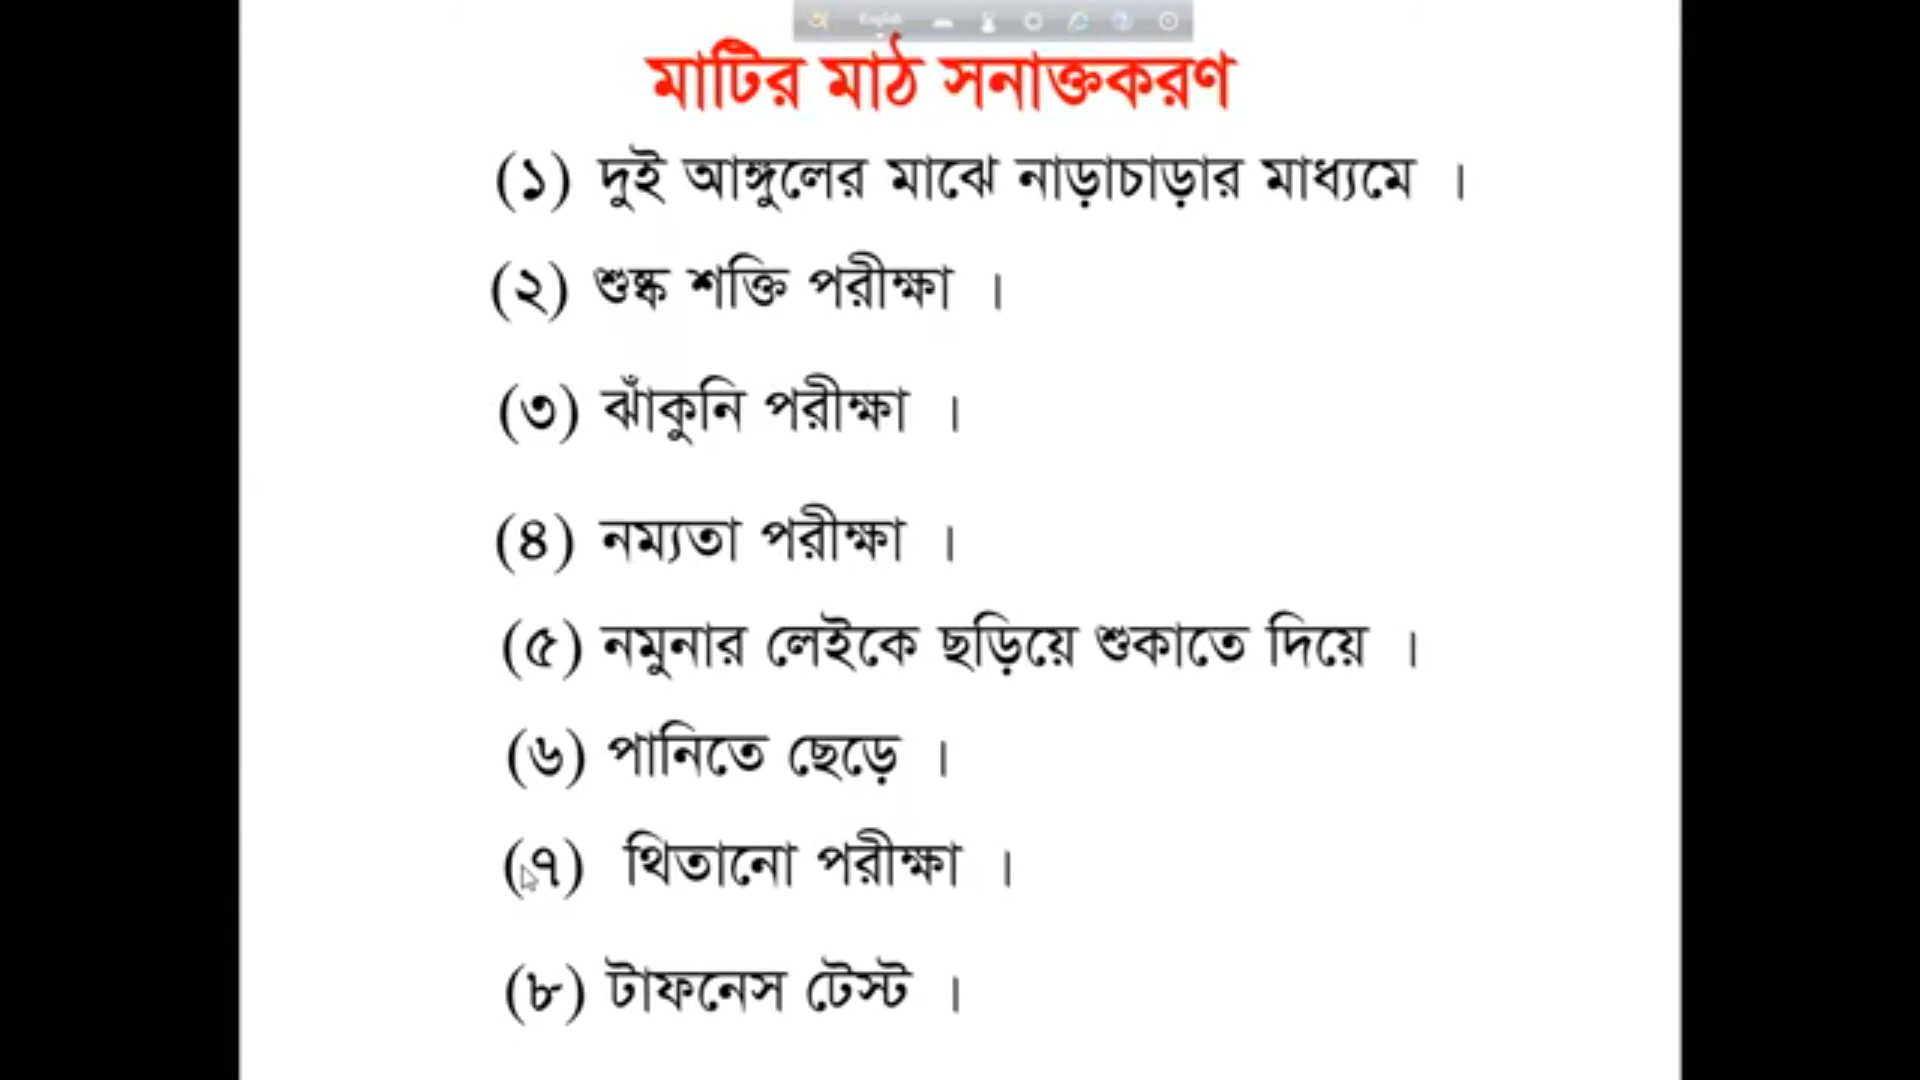 English
মাটির মাঠ সনাক্তকরণ
(১) দুই আঙ্গুলের মাঝে নাড়াচাড়ার মাধ্যমে ।
(২) শুষ্ক শক্তি পরীক্ষা ।
(৩) ঝাঁকুনি পরীক্ষা ।
(৪) নম্যতা পরীক্ষা ।
(৫) নমুনার লেইকে ছড়িয়ে শুকাতে দিয়ে ।
(৬) পানিতে ছেড়ে ।
(৭) থিতানো পরীক্ষা ।
(৮) টাফনেস টেস্ট ।